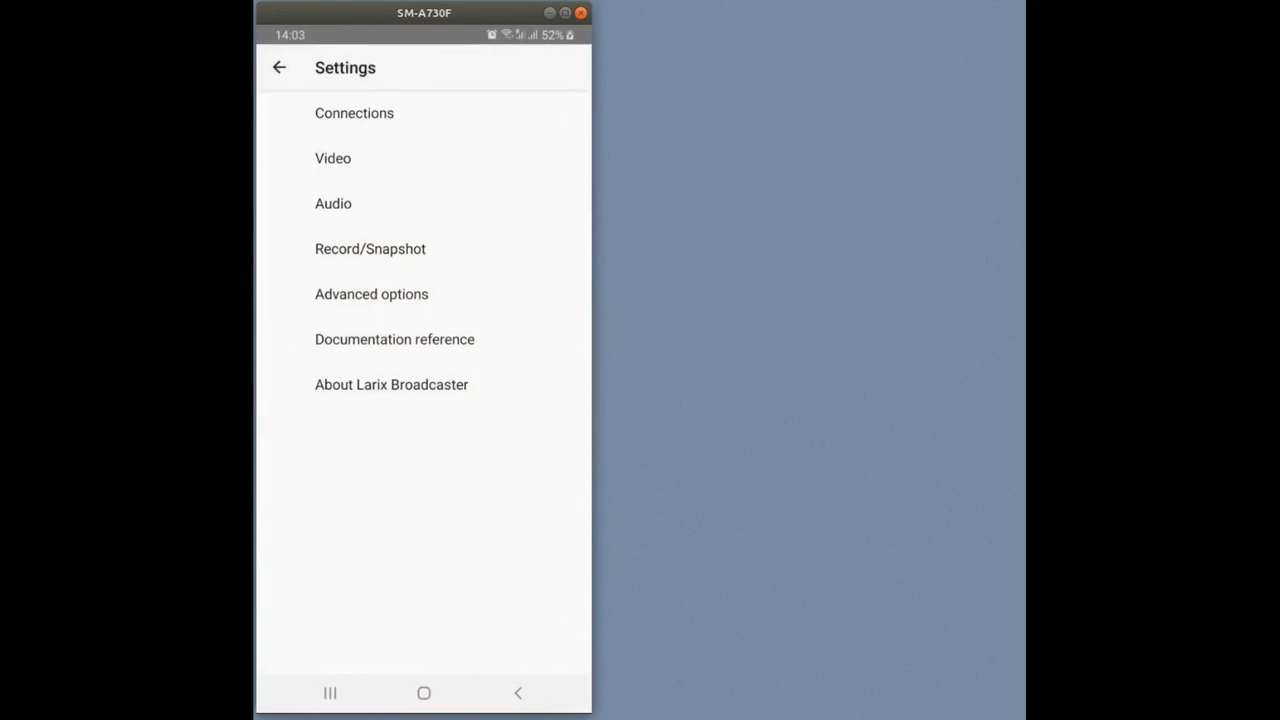 SM-A730F
14:03
52%
Settings
Connections
Video
Audio
Record/Snapshot
Advanced options
Documentation reference
About Larix Broadcaster